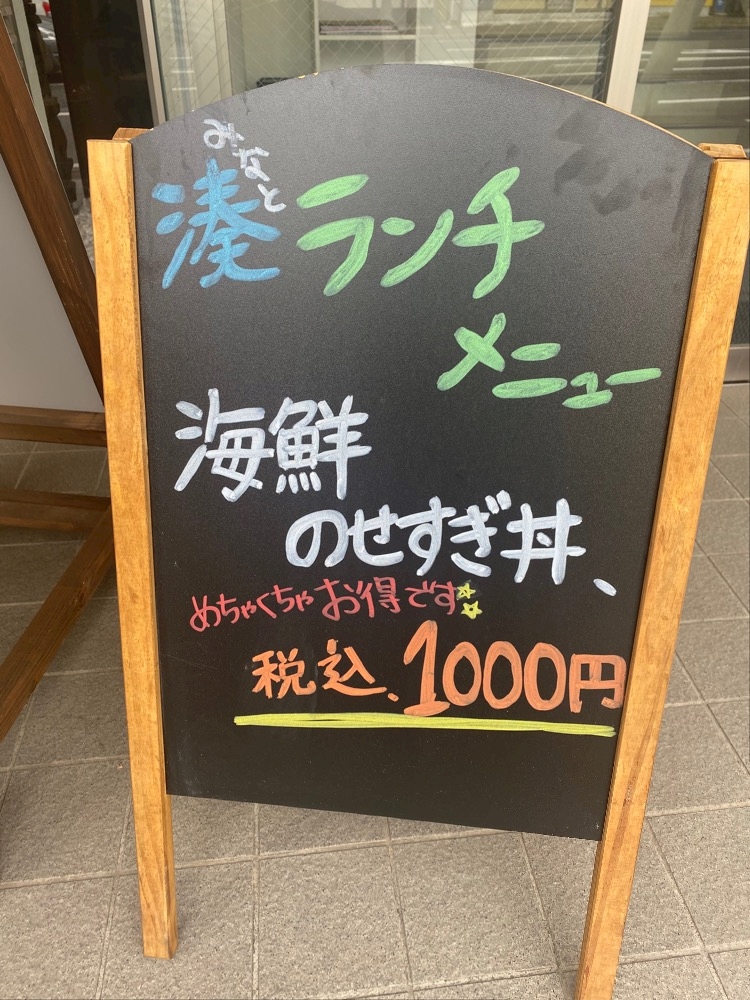 みなと
湊ランチ
メニュー
海鮮
のせすぎ丼、
めちゃくちゃお得です
税込、1000円